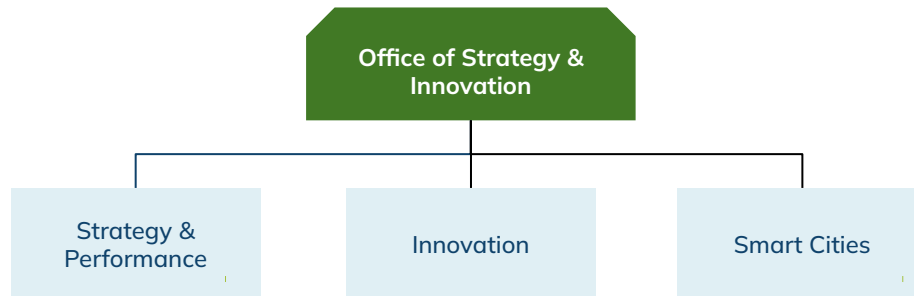 Office of Strategy &
Innovation
Strategy &
Performance
Innovation
Smart Cities